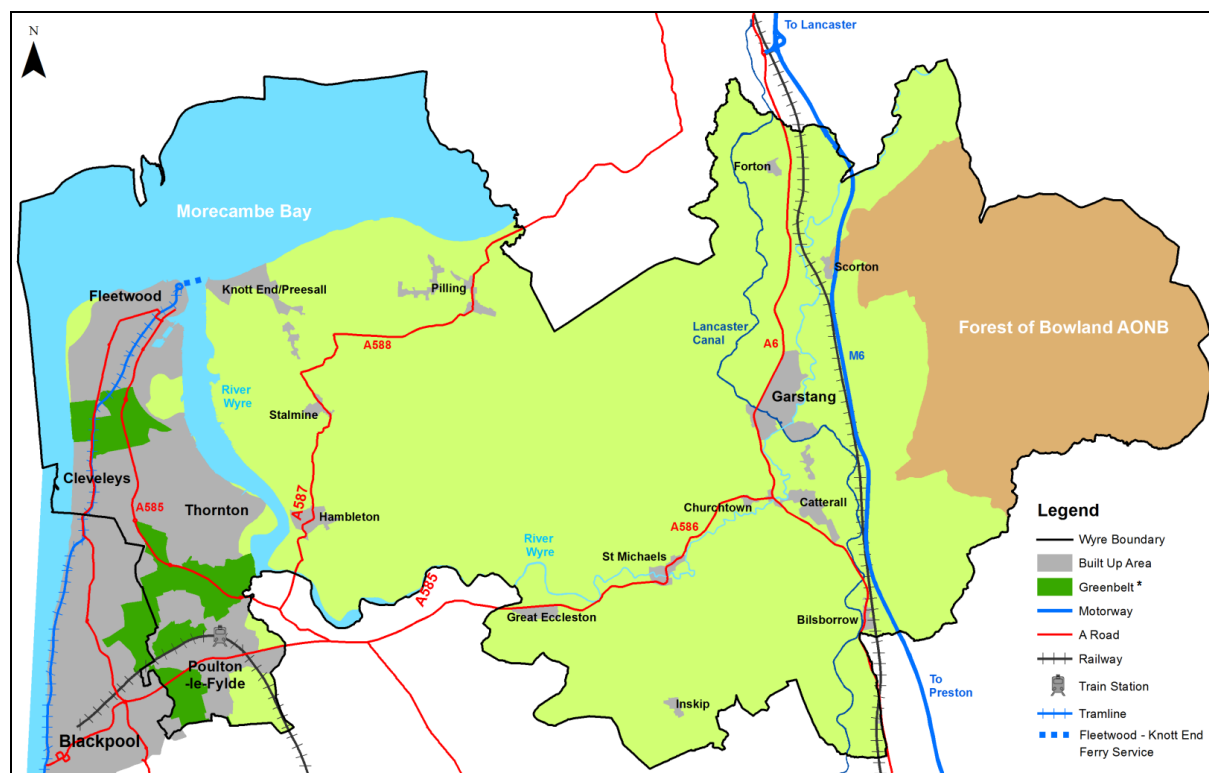 N
To Lancaster
Morecambe Bay
Forton
Fleetwood
Knott End/Preesall
Pilling
Scorton
Lancaster
Canal
A6
Forest of Bowland AONB
A588
M6
River
Wyre
Garstang
Stalmine
Cleveleys
A585
Thornton
A587
Hambleton
Churchtown
Catterall
A586
River
Wyre
St Michaels
A585
Great Eccleston
Bilsborrow
Poulton
-le-Fylde
To
Preston
Inskip
Blackpool
Legend
Wyre Boundary
Built Up Area
Greenbelt *
Motorway
A Road
Railway
Train Station
Tramline
Fleetwood - Knott End
Ferry Service